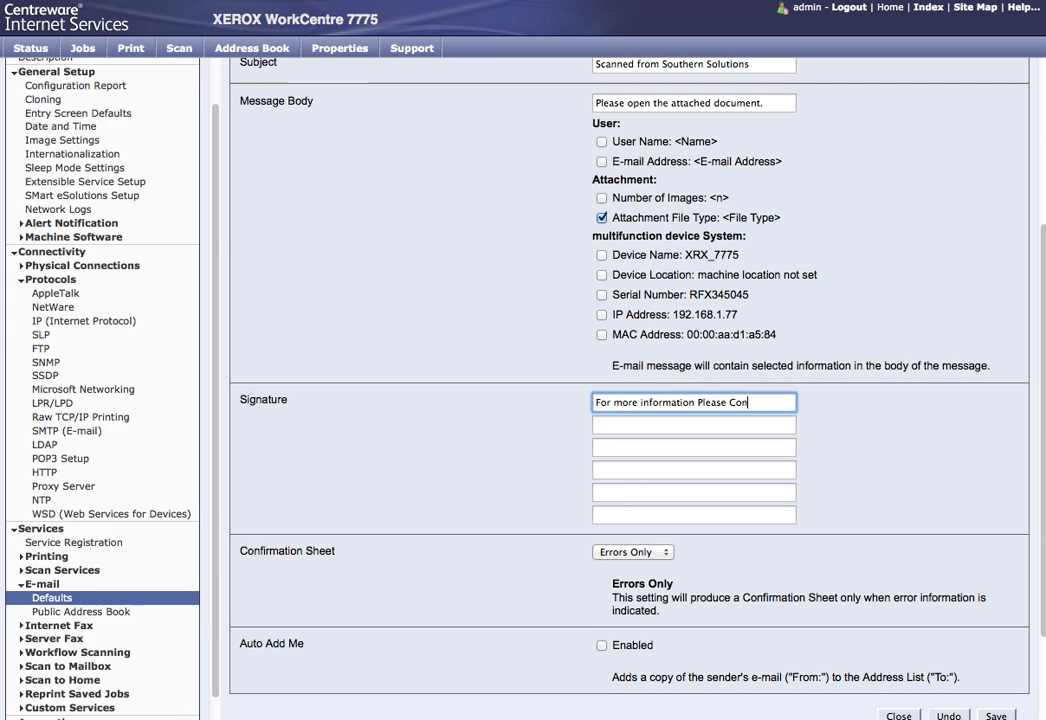 Centreware
Internet Services
XEROX WorkCentre 7775
admin - Logout | Home | Index | Site Map | Help...
Status
Jobs
Print
Scan
Address Book
Properties
Support
Description
General Setup
Configuration Report
Cloning
Entry Screen Defaults
Date and Time
Image Settings
Internationalization
Sleep Mode Settings
Extensible Service Setup
SMart eSolutions Setup
Network Logs
Alert Notification
Machine Software
Connectivity
Physical Connections
Protocols
AppleTalk
NetWare
IP (Internet Protocol)
SLP
FTP
SNMP
SSDP
Microsoft Networking
LPR/LPD
Raw TCP/IP Printing
SMTP (E-mail)
LDAP
POP3 Setup
HTTP
Proxy Server
NTP
WSD (Web Services for Devices)
Services
Service Registration
Printing
Scan Services
E-mail
Defaults
Public Address Book
Internet Fax
Server Fax
Workflow Scanning
Scan to Mailbox
Scan to Home
Reprint Saved Jobs
Custom Services
Subject
Scanned from Southern Solutions
Message Body
Please open the attached document.
User:
User Name: <Name>
E-mail Address: <E-mail Address>
Attachment:
Number of Images: <n>
Attachment File Type: <File Type>
multifunction device System:
Device Name: XRX_7775
Device Location: machine location not set
Serial Number: RFX345045
IP Address: 192.168.1.77
MAC Address: 00:00:aa:d1:a5:84
E-mail message will contain selected information in the body of the message.
Signature
For more information Please Con
Confirmation Sheet
Errors Only
Errors Only
This setting will produce a Confirmation Sheet only when error information is
indicated.
Auto Add Me
Enabled
Adds a copy of the sender's e-mail ("From:") to the Address List ("To:").
Close
Undo
Save